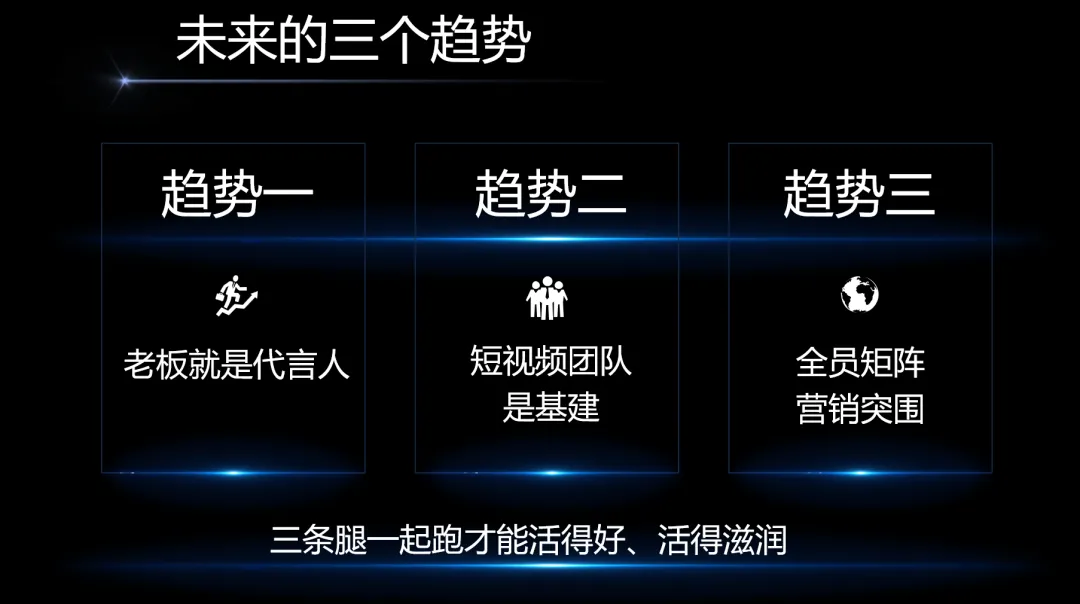 未来的三个趋势
趋势一
趋势二
趋势三
老板就是代言人
短视频团队
是基建
全员矩阵
营销突围
三条腿一起跑才能活得好、活得滋润